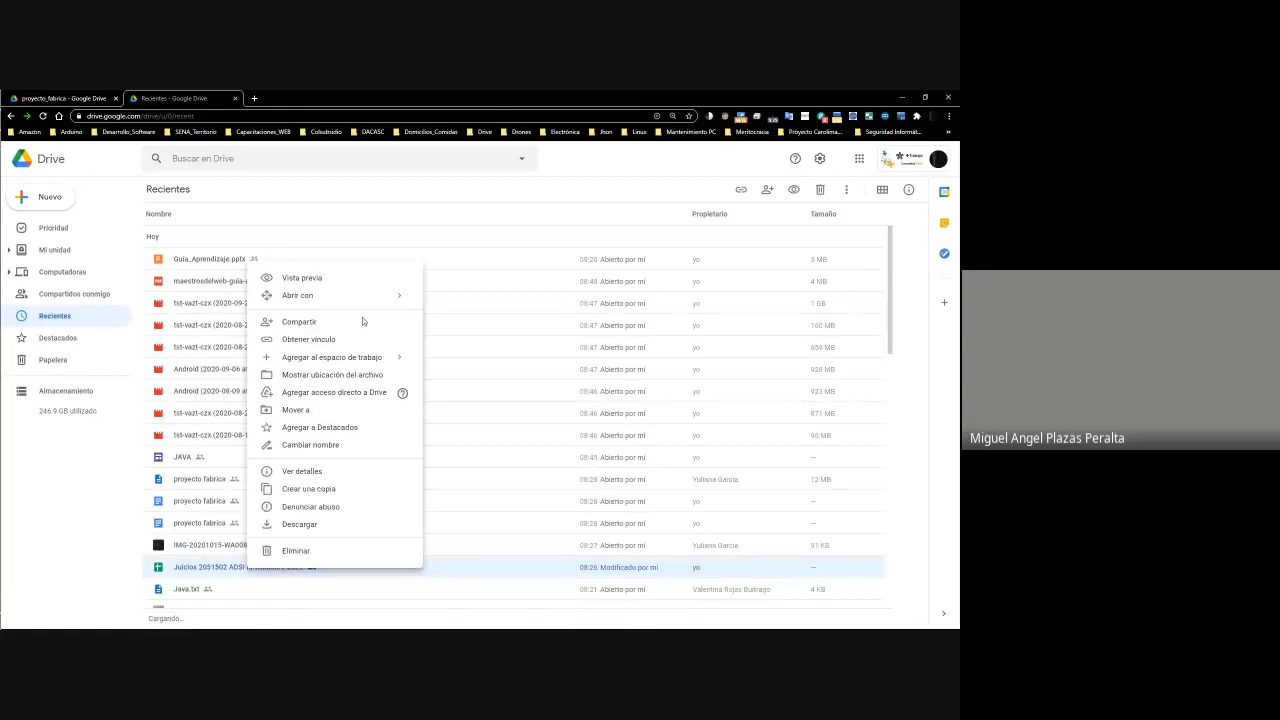 proyecto_fabrica - Google Drive
Recientes - Google Drive
drive.google.com/drive/u/0/recent
Amazon Arduino Desarrollo_Software SENA_Territorio Capacitaciones_WEB Colsubsidio DACASC Domicilios_Comidas Drive Drones Electrónica Jhon Linux Mantenimiento PC Meritocracia Proyecto Carolima... Seguridad Informát...
Drive
Buscar en Drive
Nuevo
Prioridad
Mi unidad
Computadoras
Compartidos conmigo
Recientes
Destacados
Papelera
Almacenamiento
246.9 GB utilizado
Recientes
Nombre Propietario Tamaño
Hoy
Guía_Aprendizaje.pptx 09:20 Abierto por mí yo 3 MB
maestrosdelweb-guia- 08:48 Abierto por mí yo 4 MB
tst-vazt-czx (2020-09-2 08:47 Abierto por mí yo 1 GB
tst-vazt-czx (2020-08-2 08:47 Abierto por mí yo 160 MB
tst-vazt-czx (2020-08-2 08:47 Abierto por mí yo 659 MB
Android (2020-09-06 a 08:47 Abierto por mí yo 928 MB
Android (2020-08-09 a 08:46 Abierto por mí yo 923 MB
tst-vazt-czx (2020-08-2 08:46 Abierto por mí yo 871 MB
tst-vazt-czx (2020-08-1 08:46 Abierto por mí yo 96 MB
JAVA 08:45 Abierto por mí yo —
proyecto fabrica 08:28 Abierto por mí Yuliana Garcia 12 MB
proyecto fabrica 08:28 Abierto por mí yo —
proyecto fabrica 08:28 Abierto por mí yo —
IMG-20201015-WA008 08:27 Abierto por mí Yuliana Garcia 91 KB
Juicios 2051502 ADSI 08:26 Modificado por mí yo —
Java.txt 08:21 Abierto por mí Valentina Rojas Buitrago 4 KB
Cargando...
Vista previa
Abrir con
Compartir
Obtener vínculo
Agregar al espacio de trabajo
Mostrar ubicación del archivo
Agregar acceso directo a Drive
Mover a
Agregar a Destacados
Cambiar nombre
Ver detalles
Crear una copia
Denunciar abuso
Descargar
Eliminar
Miguel Angel Plazas Peralta